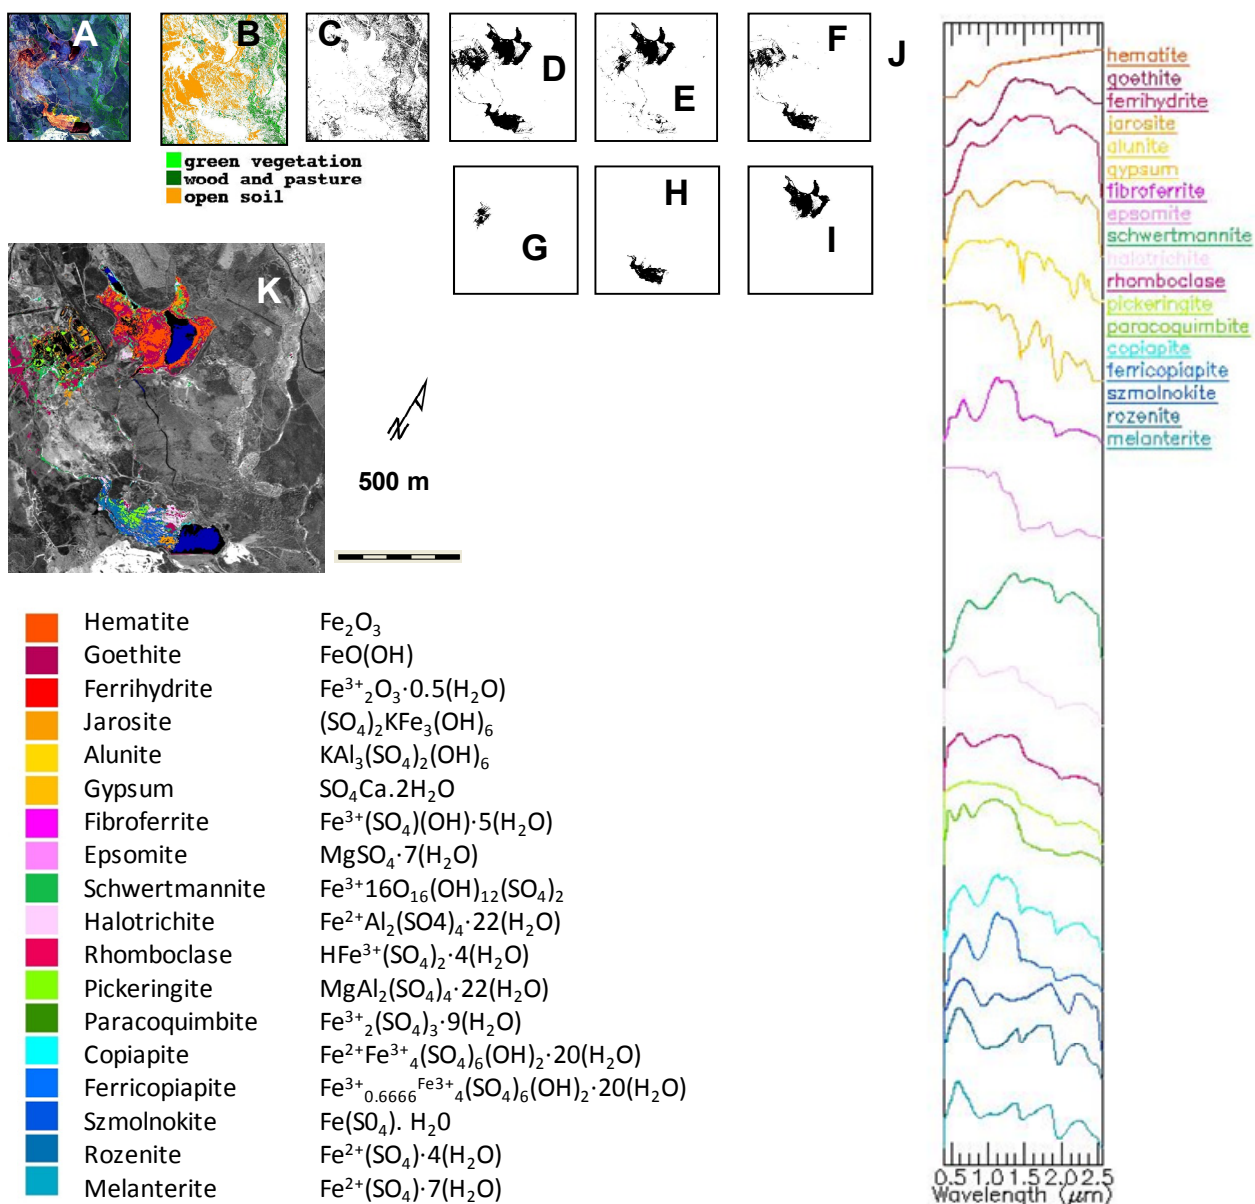 A
B
C
D
E
F
J
green vegetation
wood and pasture
open soil
G
H
I
K
N
500 m
hematite
goethite
ferrihydrite
jarosite
alunite
gypsum
fibroferrite
epsomite
schwertmannite
halotrichite
rhomboclase
pickeringite
paracoquimbite
copiapite
ferricopiapite
szmolnokite
rozenite
melanterite
0.5 1.0 1.5 2.0 2.5
Wavelength (μm)
Hematite Fe₂O₃
Goethite FeO(OH)
Ferrihydrite Fe³⁺₂O₃·0.5(H₂O)
Jarosite (SO₄)₂KFe₃(OH)₆
Alunite KAl₃(SO₄)₂(OH)₆
Gypsum SO₄Ca.2H₂O
Fibroferrite Fe³⁺(SO₄)(OH)·5(H₂O)
Epsomite MgSO₄·7(H₂O)
Schwertmannite Fe³⁺16O₁₆(OH)₁₂(SO₄)₂
Halotrichite Fe²⁺Al₂(SO4)₄·22(H₂O)
Rhomboclase HFe³⁺(SO₄)₂·4(H₂O)
Pickeringite MgAl₂(SO₄)₄·22(H₂O)
Paracoquimbite Fe³⁺₂(SO₄)₃·9(H₂O)
Copiapite Fe²⁺Fe³⁺₄(SO₄)₆(OH)₂·20(H₂O)
Ferricopiapite Fe³⁺₀.₆₆₆₆Fe³⁺₄(SO₄)₆(OH)₂·20(H₂O)
Szmolnokite Fe(S0₄). H₂0
Rozenite Fe²⁺(SO₄)·4(H₂O)
Melanterite Fe²⁺(SO₄)·7(H₂O)